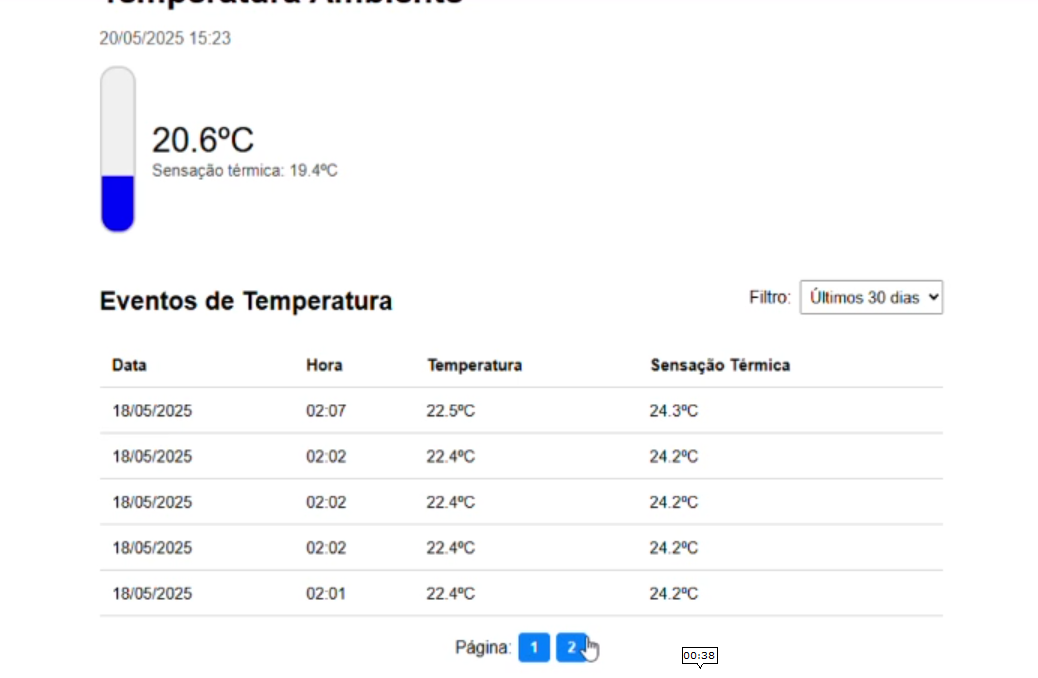 Temperatura Ambiente
20/05/2025 15:23
20.6ºC
Sensação térmica: 19.4ºC
Eventos de Temperatura
Filtro: Últimos 30 dias
Data Hora Temperatura Sensação Térmica
18/05/2025 02:07 22.5ºC 24.3ºC
18/05/2025 02:02 22.4ºC 24.2ºC
18/05/2025 02:02 22.4ºC 24.2ºC
18/05/2025 02:02 22.4ºC 24.2ºC
18/05/2025 02:01 22.4ºC 24.2ºC
Página: 1 2
00:38